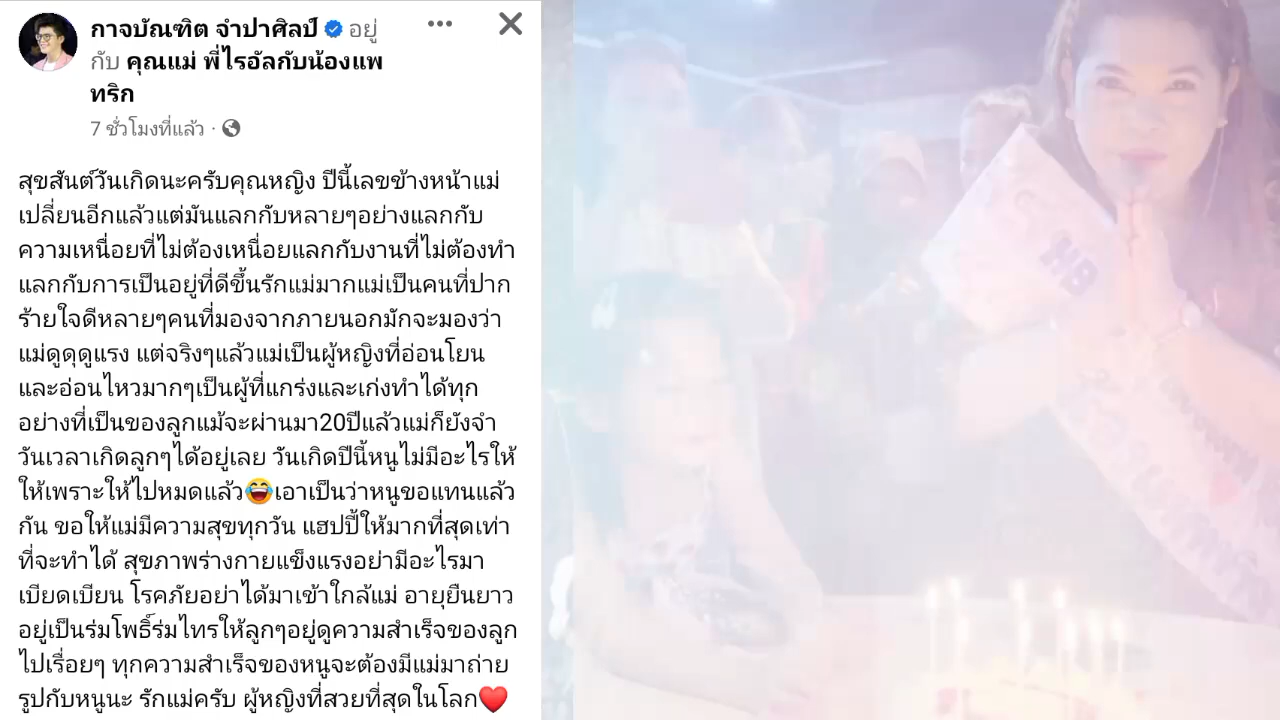 กาจบัณฑิต จำปาศิลป์ อยู่
กับ คุณแม่ พี่ไรอัลกับน้องแพ
ทริก
7 ชั่วโมงที่แล้ว ·
สุขสันต์วันเกิดนะครับคุณหญิง ปีนี้เลขข้างหน้าแม่
เปลี่ยนอีกแล้วแต่มันแลกกับหลายๆอย่างแลกกับ
ความเหนื่อยที่ไม่ต้องเหนื่อยแลกกับงานที่ไม่ต้องทำ
แลกกับการเป็นอยู่ที่ดีขึ้นรักแม่มากแม่เป็นคนที่ปาก
ร้ายใจดีหลายๆคนที่มองจากภายนอกมักจะมองว่า
แม่ดูดุดูแรง แต่จริงๆแล้วแม่เป็นผู้หญิงที่อ่อนโยน
และอ่อนไหวมากๆเป็นผู้ที่แกร่งและเก่งทำได้ทุก
อย่างที่เป็นของลูกแม้จะผ่านมา20ปีแล้วแม่ก็ยังจำ
วันเวลาเกิดลูกๆได้อยู่เลย วันเกิดปีนี้หนูไม่มีอะไรให้
ให้เพราะให้ไปหมดแล้ว😂เอาเป็นว่าหนูขอแทนแล้ว
กัน ขอให้แม่มีความสุขทุกวัน แฮปปี้ให้มากที่สุดเท่า
ที่จะทำได้ สุขภาพร่างกายแข็งแรงอย่ามีอะไรมา
เบียดเบียน โรคภัยอย่าได้มาเข้าใกล้แม่ อายุยืนยาว
อยู่เป็นร่มโพธิ์ร่มไทรให้ลูกๆอยู่ดูความสำเร็จของลูก
ไปเรื่อยๆ ทุกความสำเร็จของหนูจะต้องมีแม่มาถ่าย
รูปกับหนูนะ รักแม่ครับ ผู้หญิงที่สวยที่สุดในโลก❤️